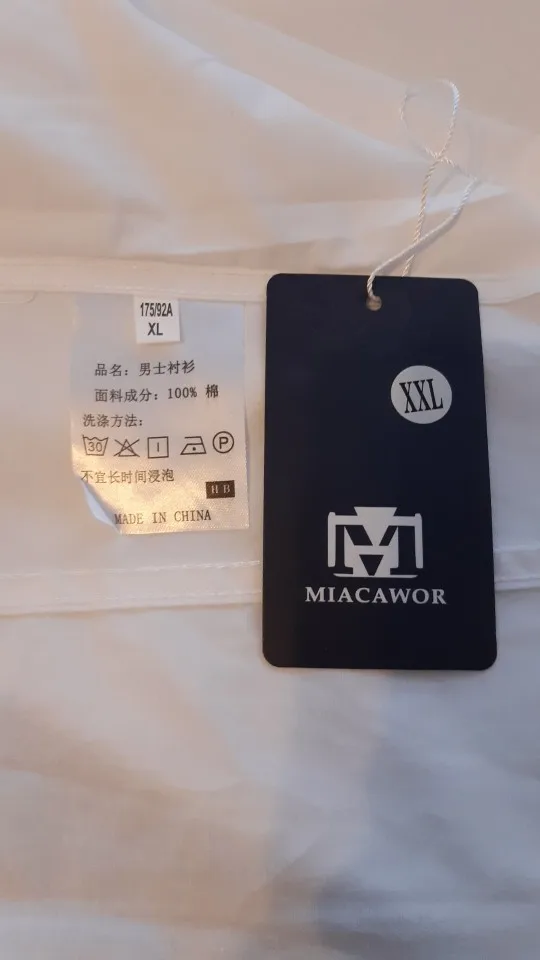 175/92A
XL
品名: 男士衬衫
面料成分: 100% 棉
洗涤方法:
30 P
不宜长时间浸泡
H B
MADE IN CHINA
XXL
MIACAWOR